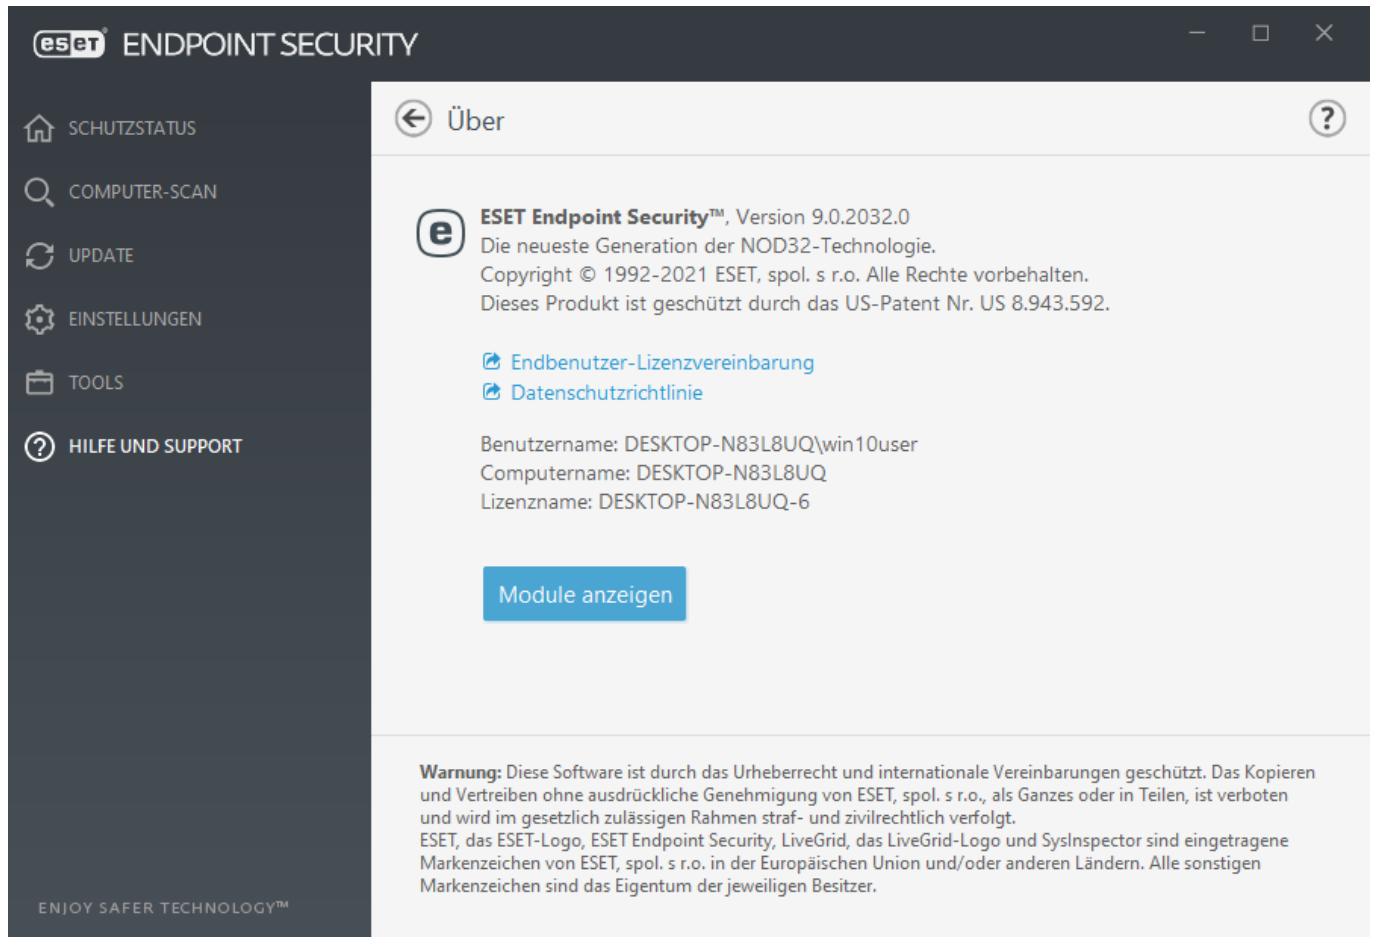 eset ENDPOINT SECURITY
SCHUTZSTATUS
COMPUTER-SCAN
UPDATE
EINSTELLUNGEN
TOOLS
HILFE UND SUPPORT
ENJOY SAFER TECHNOLOGY™
Über
?
e
ESET Endpoint Security™, Version 9.0.2032.0
Die neueste Generation der NOD32-Technologie.
Copyright © 1992-2021 ESET, spol. s r.o. Alle Rechte vorbehalten.
Dieses Produkt ist geschützt durch das US-Patent Nr. US 8.943.592.
Endbenutzer-Lizenzvereinbarung
Datenschutzrichtlinie
Benutzername: DESKTOP-N83L8UQ\win10user
Computername: DESKTOP-N83L8UQ
Lizenzname: DESKTOP-N83L8UQ-6
Module anzeigen
Warnung: Diese Software ist durch das Urheberrecht und internationale Vereinbarungen geschützt. Das Kopieren
und Vertreiben ohne ausdrückliche Genehmigung von ESET, spol. s r.o., als Ganzes oder in Teilen, ist verboten
und wird im gesetzlich zulässigen Rahmen straf- und zivilrechtlich verfolgt.
ESET, das ESET-Logo, ESET Endpoint Security, LiveGrid, das LiveGrid-Logo und SysInspector sind eingetragene
Markenzeichen von ESET, spol. s r.o. in der Europäischen Union und/oder anderen Ländern. Alle sonstigen
Markenzeichen sind das Eigentum der jeweiligen Besitzer.